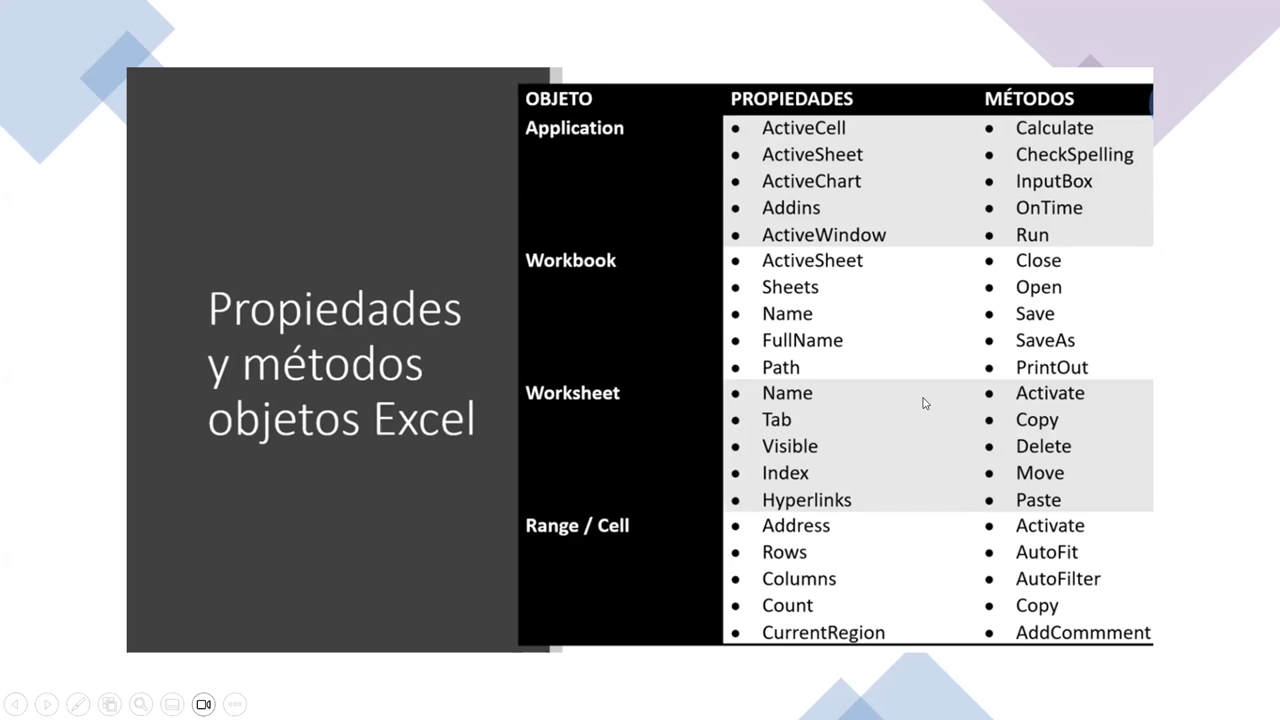 Propiedades
y métodos
objetos Excel
OBJETO PROPIEDADES MÉTODOS
Application • ActiveCell • Calculate
• ActiveSheet • CheckSpelling
• ActiveChart • InputBox
• Addins • OnTime
• ActiveWindow • Run
Workbook • ActiveSheet • Close
• Sheets • Open
• Name • Save
• FullName • SaveAs
• Path • PrintOut
Worksheet • Name • Activate
• Tab • Copy
• Visible • Delete
• Index • Move
• Hyperlinks • Paste
Range / Cell • Address • Activate
• Rows • AutoFit
• Columns • AutoFilter
• Count • Copy
• CurrentRegion • AddCommment